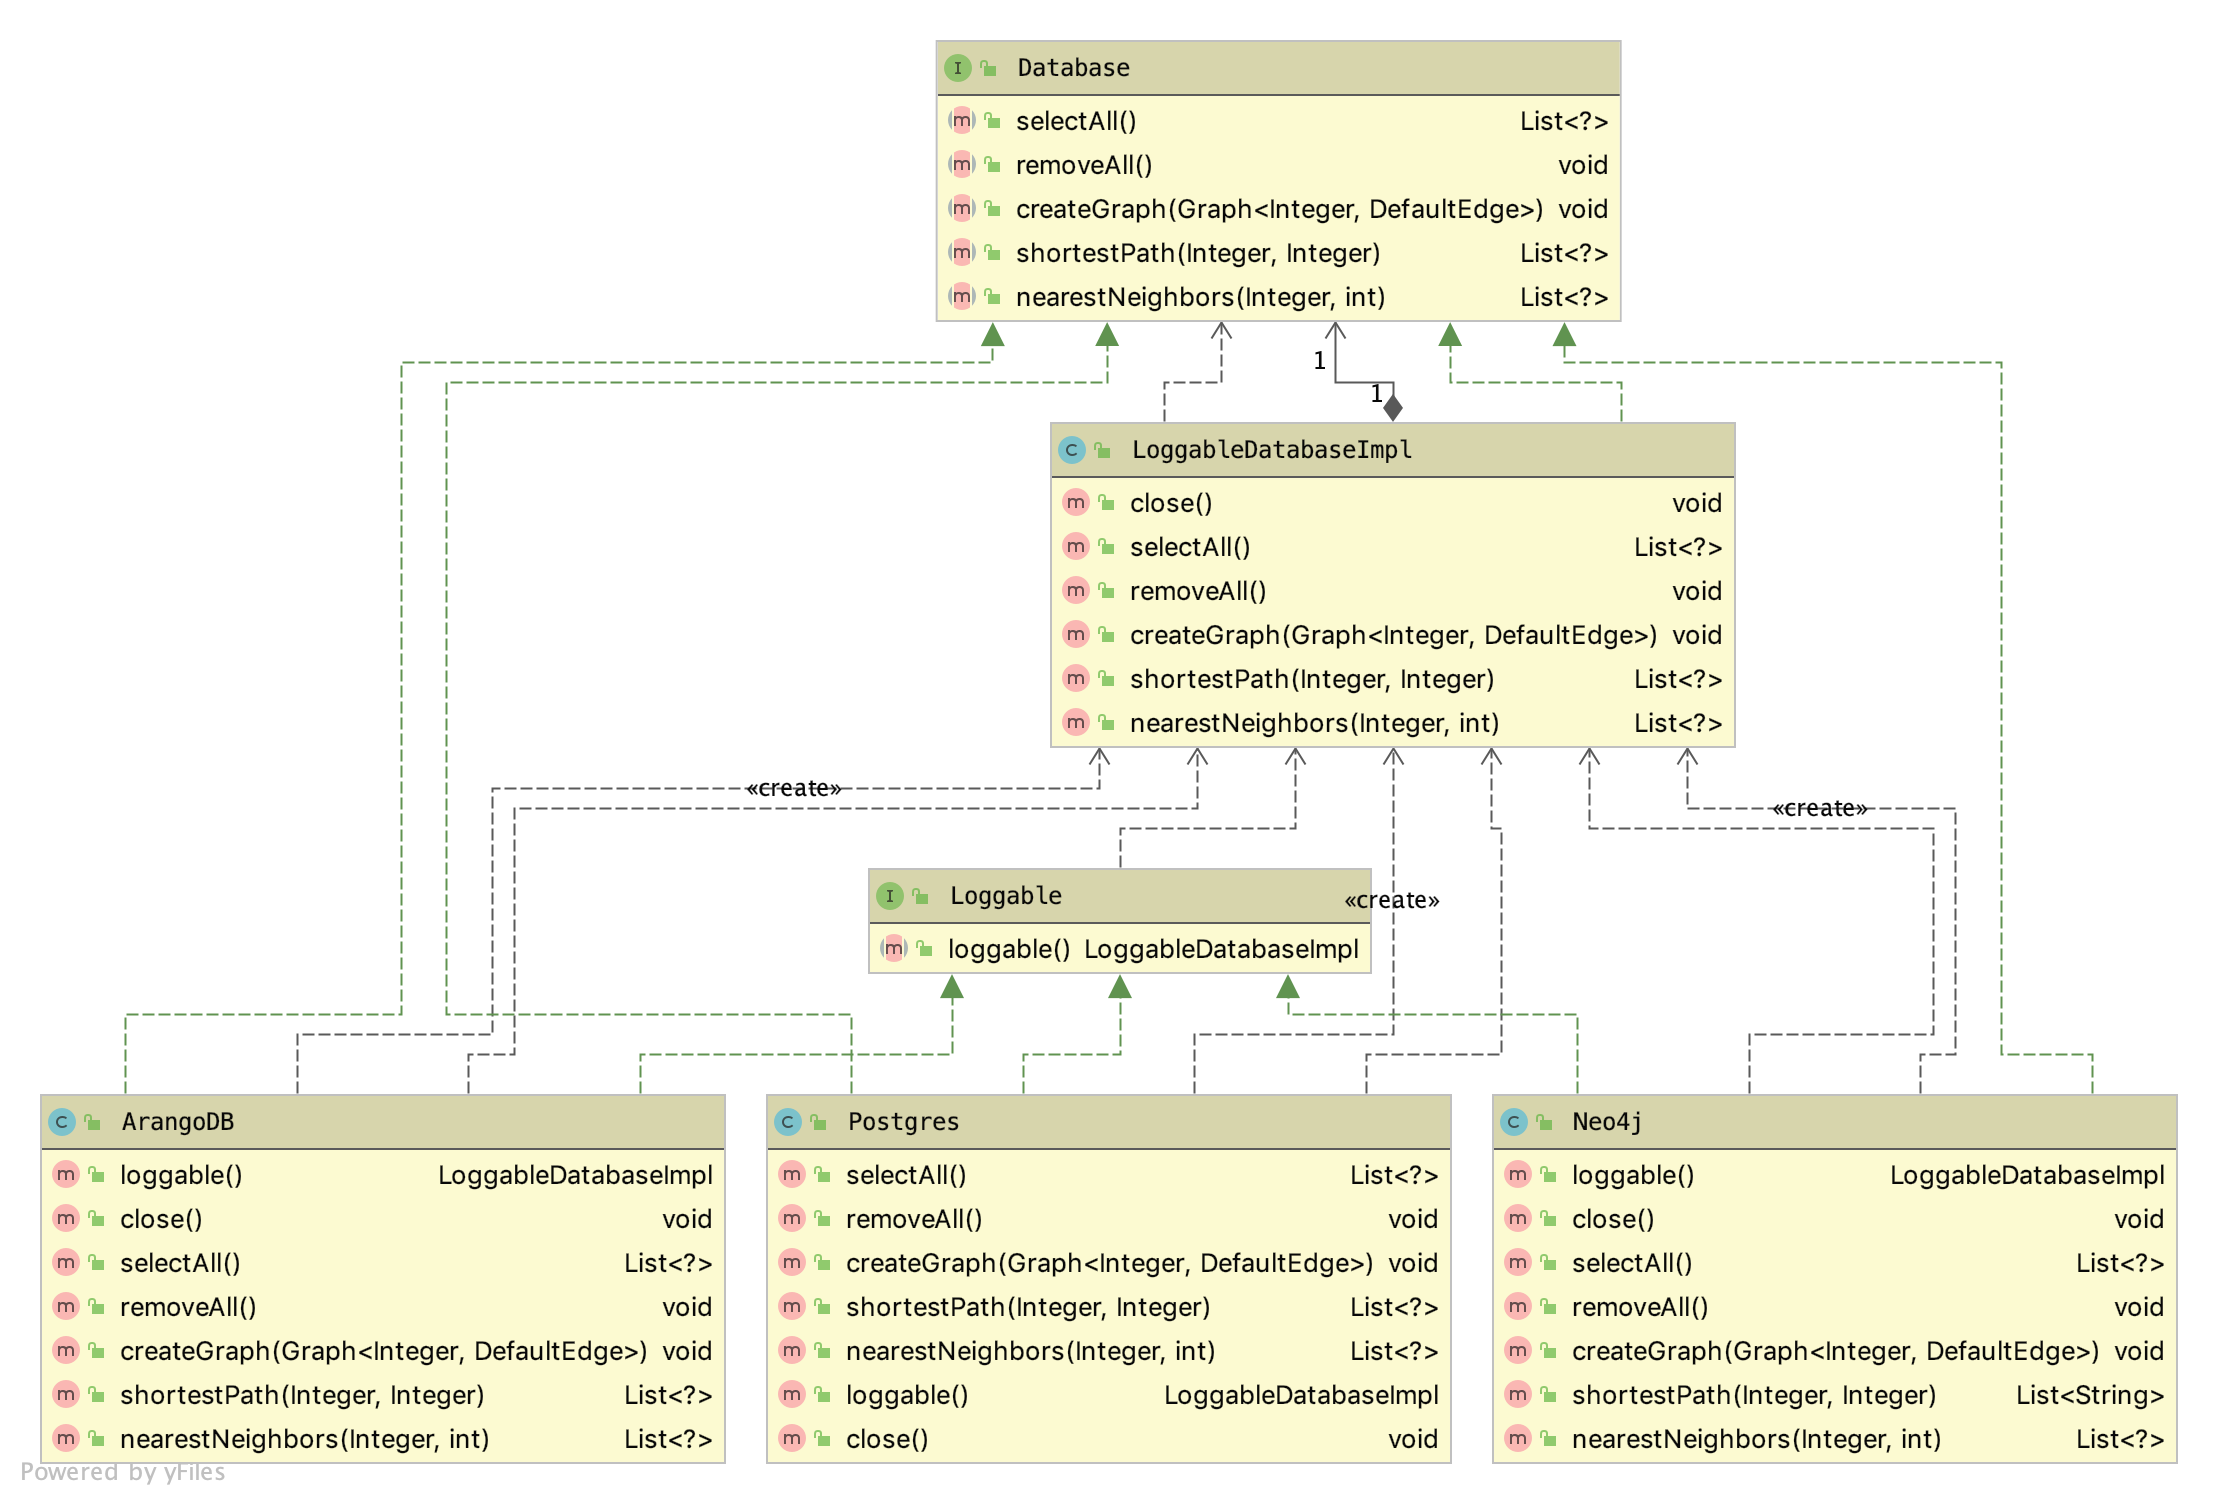 I Database
m selectAll() List<?>
m removeAll() void
m createGraph(Graph<Integer, DefaultEdge>) void
m shortestPath(Integer, Integer) List<?>
m nearestNeighbors(Integer, int) List<?>
1
1
C LoggableDatabaseImpl
m close() void
m selectAll() List<?>
m removeAll() void
m createGraph(Graph<Integer, DefaultEdge>) void
m shortestPath(Integer, Integer) List<?>
m nearestNeighbors(Integer, int) List<?>
«create»
«create»
I Loggable
«create»
m loggable() LoggableDatabaseImpl
C ArangoDB
m loggable() LoggableDatabaseImpl
m close() void
m selectAll() List<?>
m removeAll() void
m createGraph(Graph<Integer, DefaultEdge>) void
m shortestPath(Integer, Integer) List<?>
m nearestNeighbors(Integer, int) List<?>
C Postgres
m selectAll() List<?>
m removeAll() void
m createGraph(Graph<Integer, DefaultEdge>) void
m shortestPath(Integer, Integer) List<?>
m nearestNeighbors(Integer, int) List<?>
m loggable() LoggableDatabaseImpl
m close() void
C Neo4j
m loggable() LoggableDatabaseImpl
m close() void
m selectAll() List<?>
m removeAll() void
m createGraph(Graph<Integer, DefaultEdge>) void
m shortestPath(Integer, Integer) List<String>
m nearestNeighbors(Integer, int) List<?>
Powered by yFiles